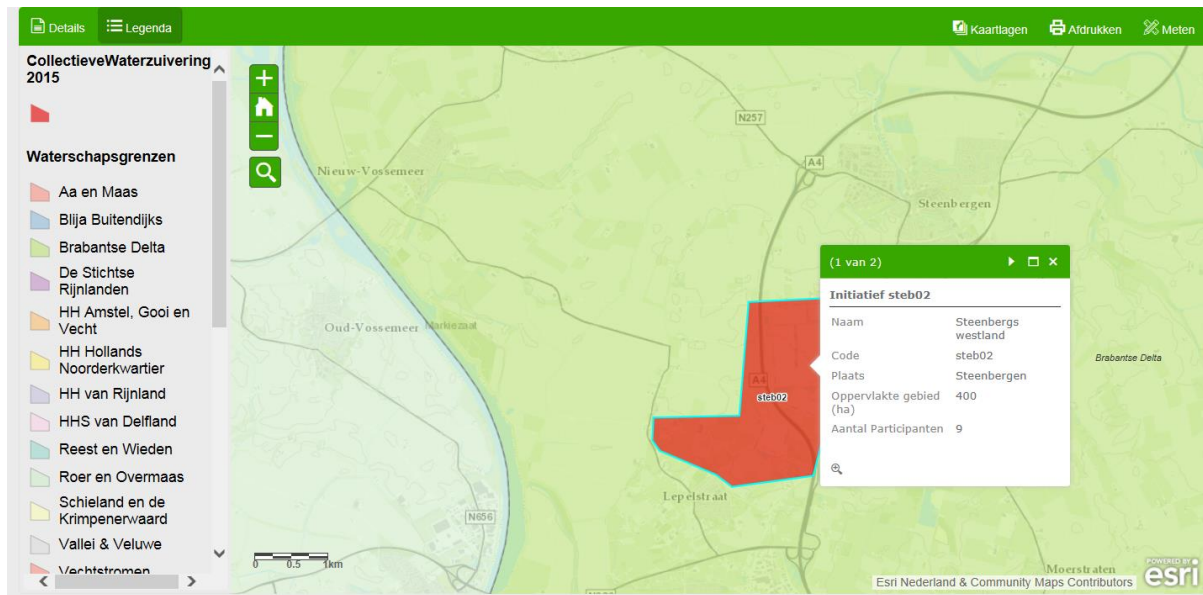 Details
Legenda
Kaartlagen
Afdrukken
Meten
CollectieveWaterzuivering
2015
Waterschapsgrenzen
Aa en Maas
Blija Buitendijks
Brabantse Delta
De Stichtse
Rijnlanden
HH Amstel, Gooi en
Vecht
HH Hollands
Noorderkwartier
HH van Rijnland
HHS van Delfland
Reest en Wieden
Roer en Overmaas
Schieland en de
Krimpenerwaard
Vallei & Veluwe
Vechtstromen
N257
A4
Nieuw-Vossemeer
Steenbergen
Oud-Vossemeer
Markiezaat
A4
steb02
Lepelstraat
N656
Brabantse Delta
Moerstraten
(1 van 2)
Initiatief steb02
Naam Steenbergs
westland
Code steb02
Plaats Steenbergen
Oppervlakte gebied 400
(ha)
Aantal Participanten 9
0 0.5 1km
Esri Nederland & Community Maps Contributors
POWERED BY
esri